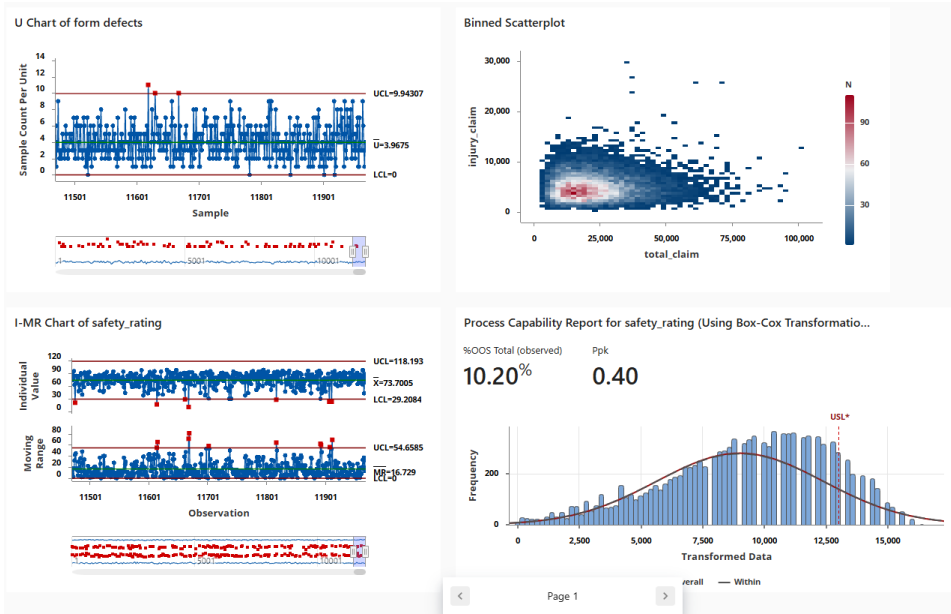 U Chart of form defects
Sample Count Per Unit
14
12
10
8
6
4
2
0
UCL=9.94307
U=3.9675
LCL=0
11501 11601 11701 11801 11901
Sample
1 5001 10001
Binned Scatterplot
injury_claim
30,000
20,000
10,000
0
0 25,000 50,000 75,000 100,000
total_claim
N
90
60
30
I-MR Chart of safety_rating
Individual
Value
120
90
60
30
0
UCL=118.193
X=73.7005
LCL=29.2084
Moving
Range
80
60
40
20
0
UCL=54.6585
MR=16.729
LCL=0
11501 11601 11701 11801 11901
Observation
1 5001 10001
Process Capability Report for safety_rating (Using Box-Cox Transformatio...
%OOS Total (observed) Ppk
10.20% 0.40
USL*
Frequency
200
0
0 2,500 5,000 7,500 10,000 12,500 15,000
Transformed Data
verall Within
Page 1